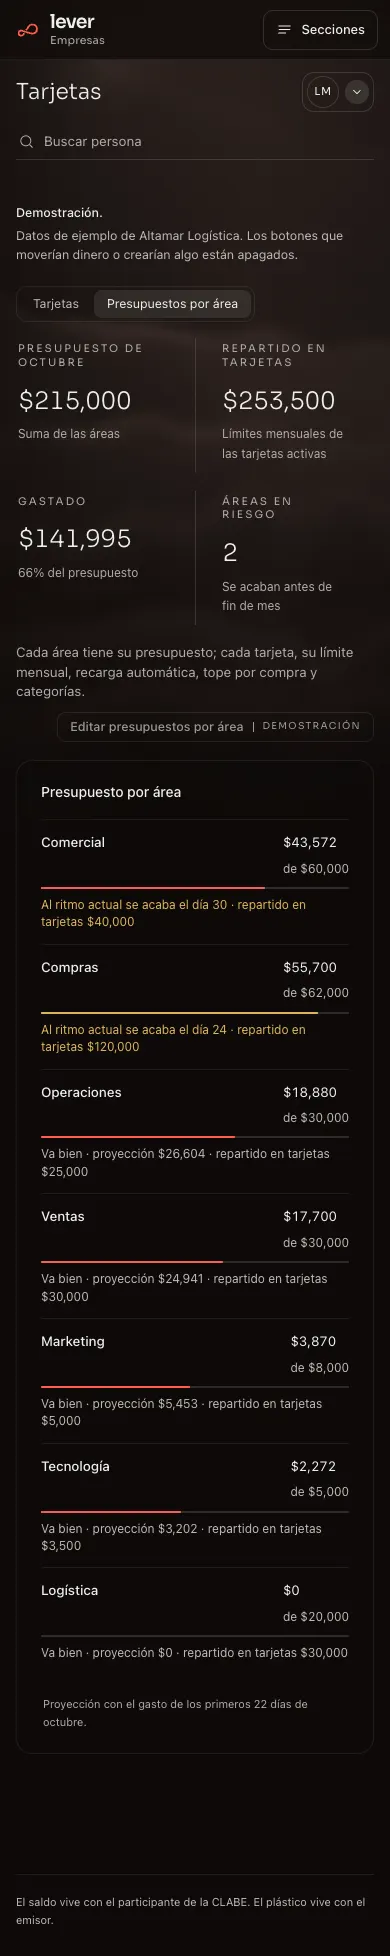 lever
Empresas
Secciones
Tarjetas
LM
Buscar persona
Demostración.
Datos de ejemplo de Altamar Logística. Los botones que
moverían dinero o crearían algo están apagados.
Tarjetas
Presupuestos por área
PRESUPUESTO DE
OCTUBRE
$215,000
Suma de las áreas
REPARTIDO EN
TARJETAS
$253,500
Límites mensuales de
las tarjetas activas
GASTADO
$141,995
66% del presupuesto
ÁREAS EN
RIESGO
2
Se acaban antes de
fin de mes
Cada área tiene su presupuesto; cada tarjeta, su límite
mensual, recarga automática, tope por compra y
categorías.
Editar presupuestos por área | DEMOSTRACIÓN
Presupuesto por área
Comercial $43,572
de $60,000
Al ritmo actual se acaba el día 30 · repartido en
tarjetas $40,000
Compras $55,700
de $62,000
Al ritmo actual se acaba el día 24 · repartido en
tarjetas $120,000
Operaciones $18,880
de $30,000
Va bien · proyección $26,604 · repartido en tarjetas
$25,000
Ventas $17,700
de $30,000
Va bien · proyección $24,941 · repartido en tarjetas
$30,000
Marketing $3,870
de $8,000
Va bien · proyección $5,453 · repartido en tarjetas
$5,000
Tecnología $2,272
de $5,000
Va bien · proyección $3,202 · repartido en tarjetas
$3,500
Logística $0
de $20,000
Va bien · proyección $0 · repartido en tarjetas $30,000
Proyección con el gasto de los primeros 22 días de
octubre.
El saldo vive con el participante de la CLABE. El plástico vive con el
emisor.